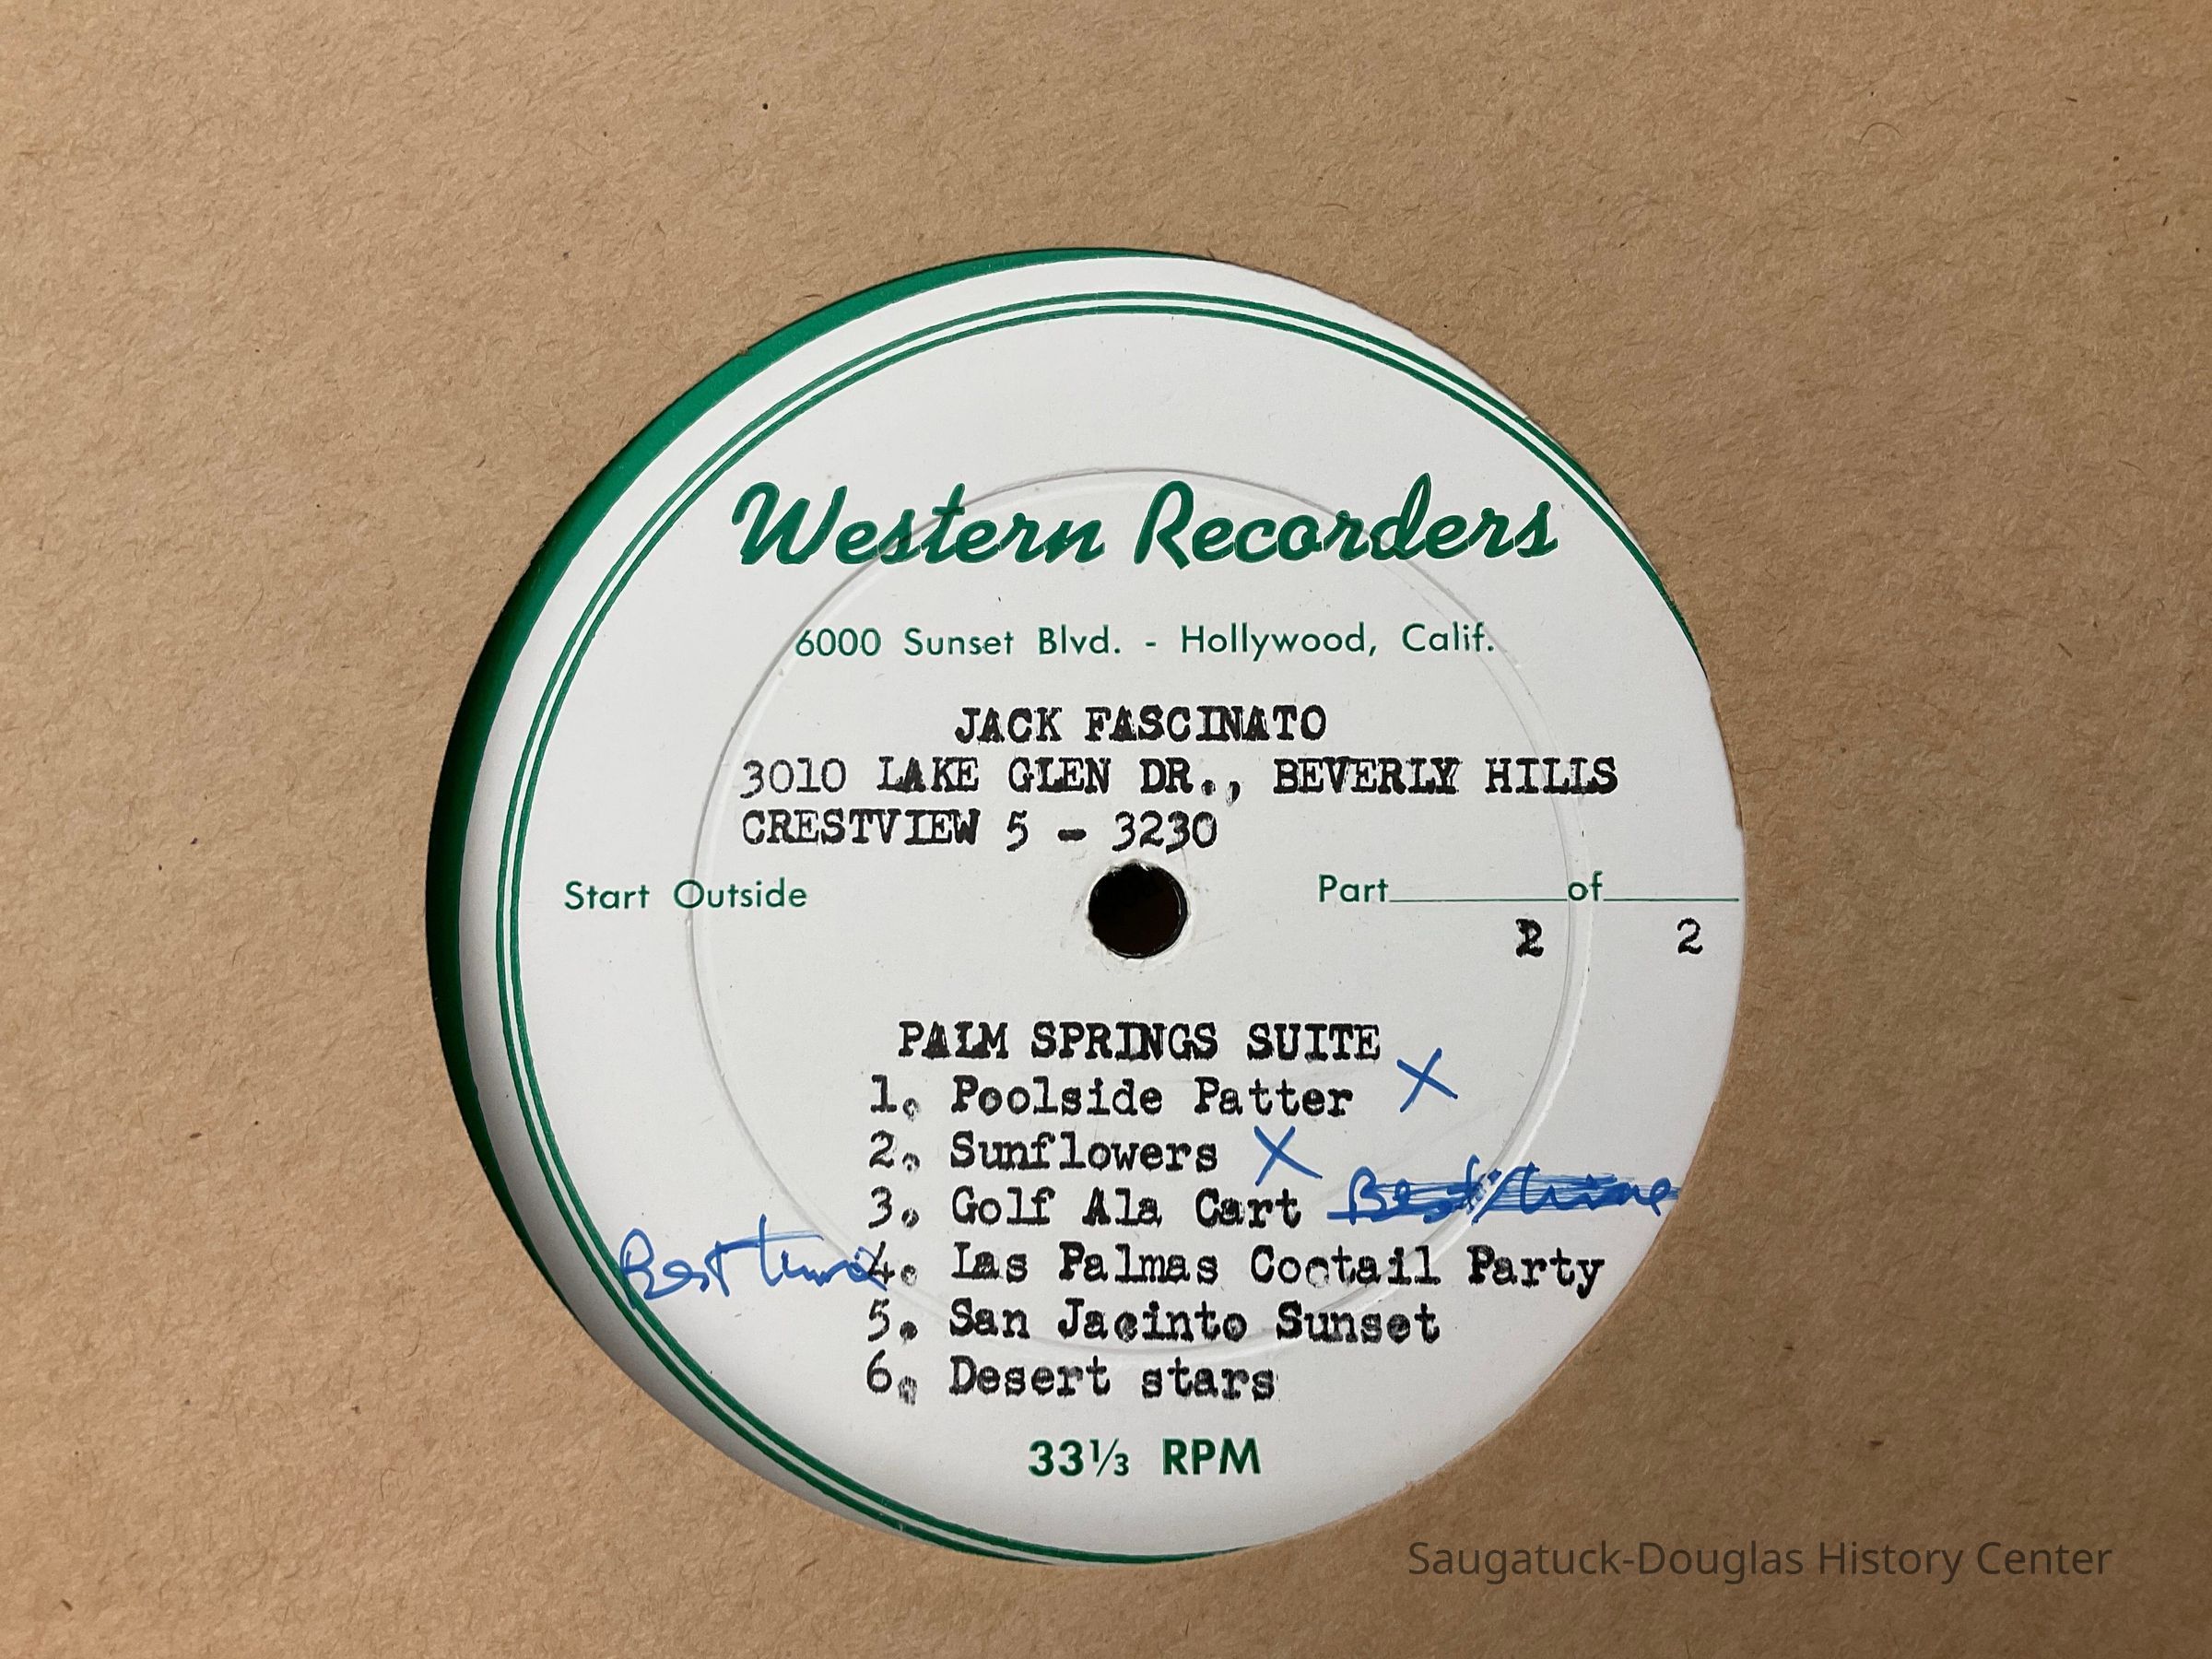 Western Recorders
6000 Sunset Blvd. - Hollywood, Calif.
JACK FASCINATO
3010 LAKE GLEN DR., BEVERLY HILLS
CRESTVIEW 5 - 3230
Start Outside Part of
2 2
PALM SPRINGS SUITE
1. Poolside Patter X
2. Sunflowers X
3. Golf Ala Cart Best tune
Best tune 4. Las Palmas Coctail Party
5. San Jacinto Sunset
6. Desert stars
33⅓ RPM
Saugatuck-Douglas History Center